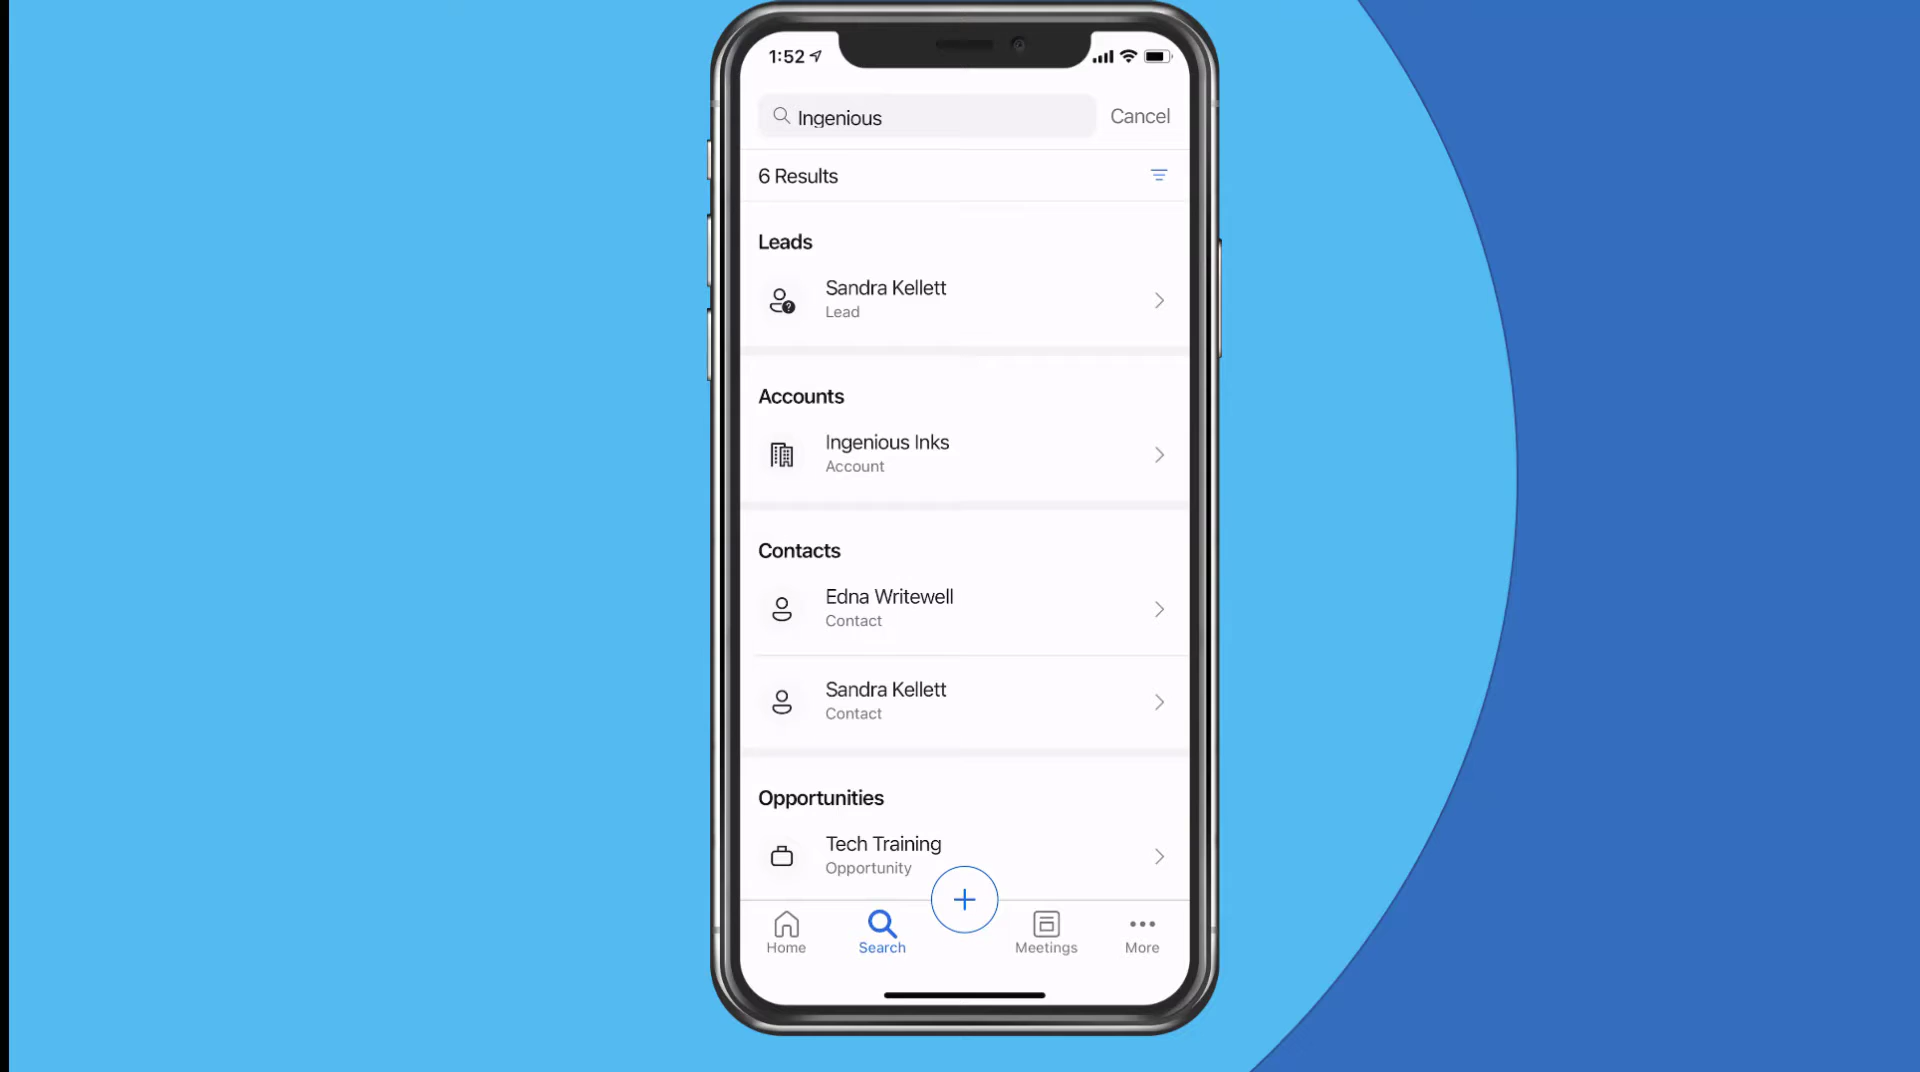 1:52
Ingenious
Cancel
6 Results
Leads
Sandra Kellett
Lead
Accounts
Ingenious Inks
Account
Contacts
Edna Writewell
Contact
Sandra Kellett
Contact
Opportunities
Tech Training
Opportunity
Home
Search
Meetings
More